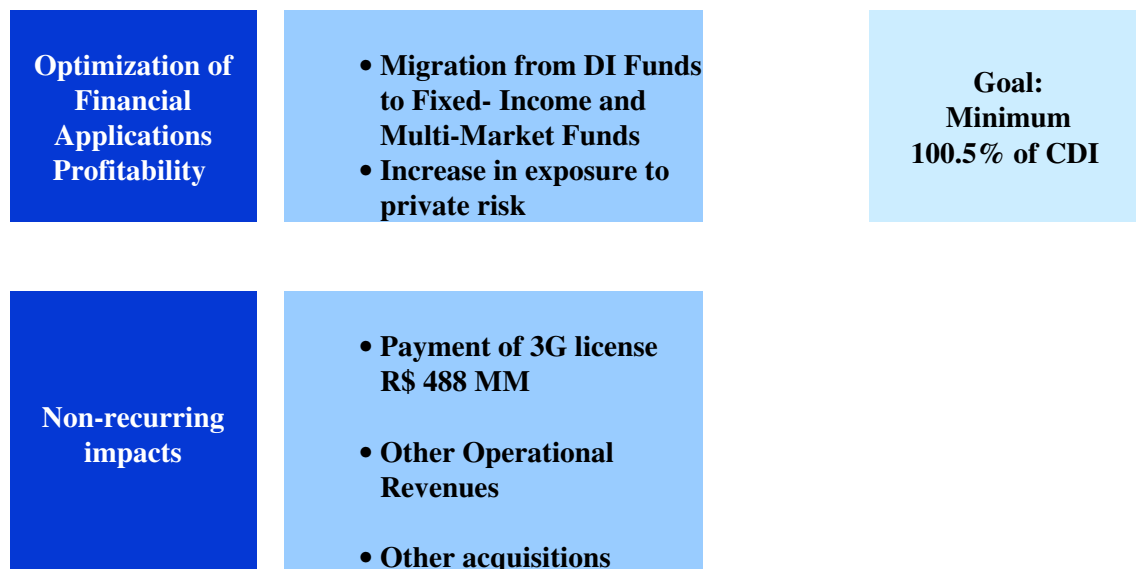 Optimization of
Financial
Applications
Profitability
• Migration from DI Funds
to Fixed- Income and
Multi-Market Funds
• Increase in exposure to
private risk
Goal:
Minimum
100.5% of CDI
Non-recurring
impacts
• Payment of 3G license
R$ 488 MM
• Other Operational
Revenues
• Other acquisitions